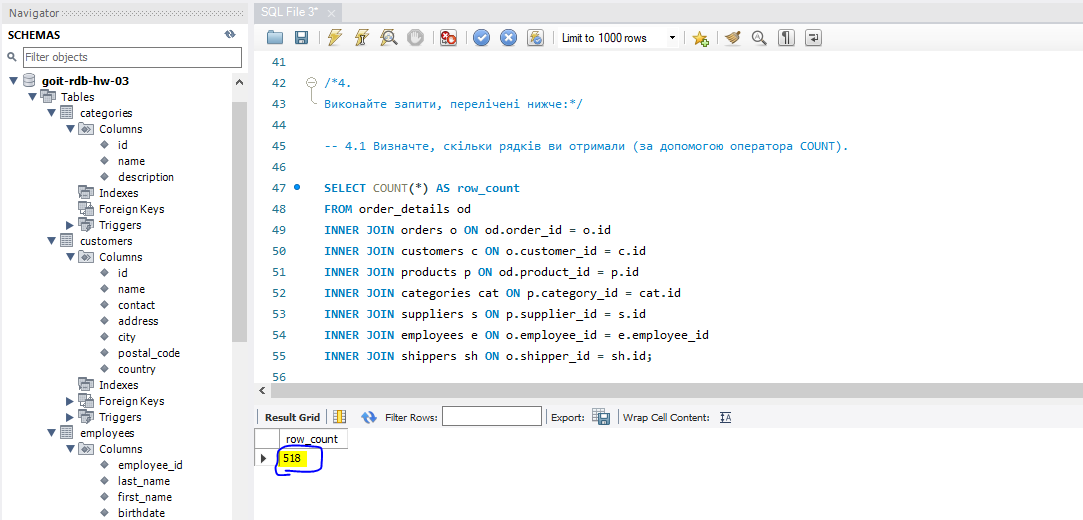 Navigator
SCHEMAS
Filter objects
goit-rdb-hw-03
Tables
categories
Columns
id
name
description
Indexes
Foreign Keys
Triggers
customers
Columns
id
name
contact
address
city
postal_code
country
Indexes
Foreign Keys
Triggers
employees
Columns
employee_id
last_name
first_name
birthdate
SQL File 3*
Limit to 1000 rows
41
42 /*4.
43 Виконайте запити, перелічені нижче:*/
44
45 -- 4.1 Визначте, скільки рядків ви отримали (за допомогою оператора COUNT).
46
47 SELECT COUNT(*) AS row_count
48 FROM order_details od
49 INNER JOIN orders o ON od.order_id = o.id
50 INNER JOIN customers c ON o.customer_id = c.id
51 INNER JOIN products p ON od.product_id = p.id
52 INNER JOIN categories cat ON p.category_id = cat.id
53 INNER JOIN suppliers s ON p.supplier_id = s.id
54 INNER JOIN employees e ON o.employee_id = e.employee_id
55 INNER JOIN shippers sh ON o.shipper_id = sh.id;
56
Result Grid Filter Rows: Export: Wrap Cell Content:
row_count
518